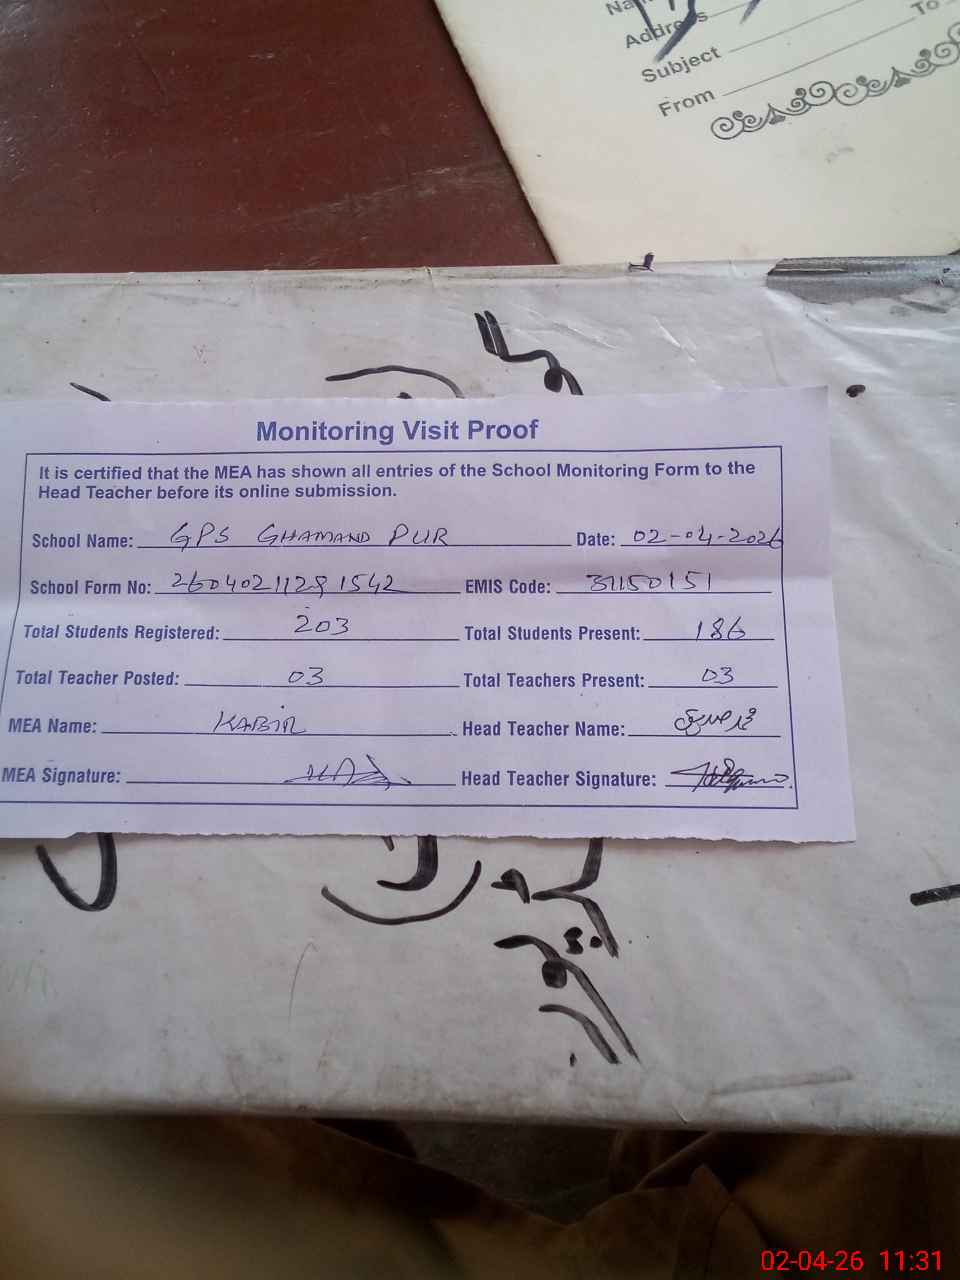 Address
To
Subject
From
Monitoring Visit Proof
It is certified that the MEA has shown all entries of the School Monitoring Form to the
Head Teacher before its online submission.
School Name: GPS GHAMAND PUR Date: 02-04-2026
School Form No: 26040211291542 EMIS Code: 31150151
Total Students Registered: 203 Total Students Present: 186
Total Teacher Posted: 03 Total Teachers Present: 03
MEA Name: KABIR Head Teacher Name:
MEA Signature: Head Teacher Signature:
02-04-26 11:31